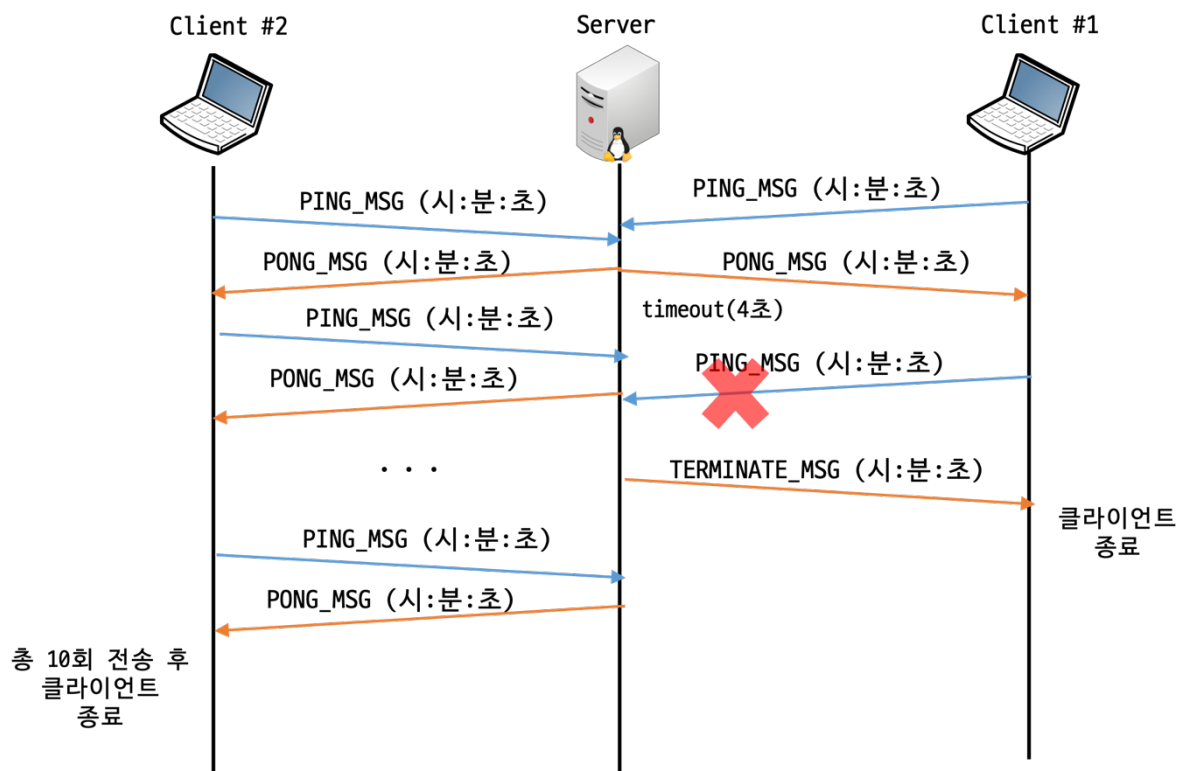 Client #2
Server
Client #1
PING_MSG (시:분:초)
PING_MSG (시:분:초)
PONG_MSG (시:분:초)
PONG_MSG (시:분:초)
PING_MSG (시:분:초)
timeout(4초)
PING_MSG (시:분:초)
PONG_MSG (시:분:초)
. . .
TERMINATE_MSG (시:분:초)
클라이언트
종료
PING_MSG (시:분:초)
PONG_MSG (시:분:초)
총 10회 전송 후
클라이언트
종료